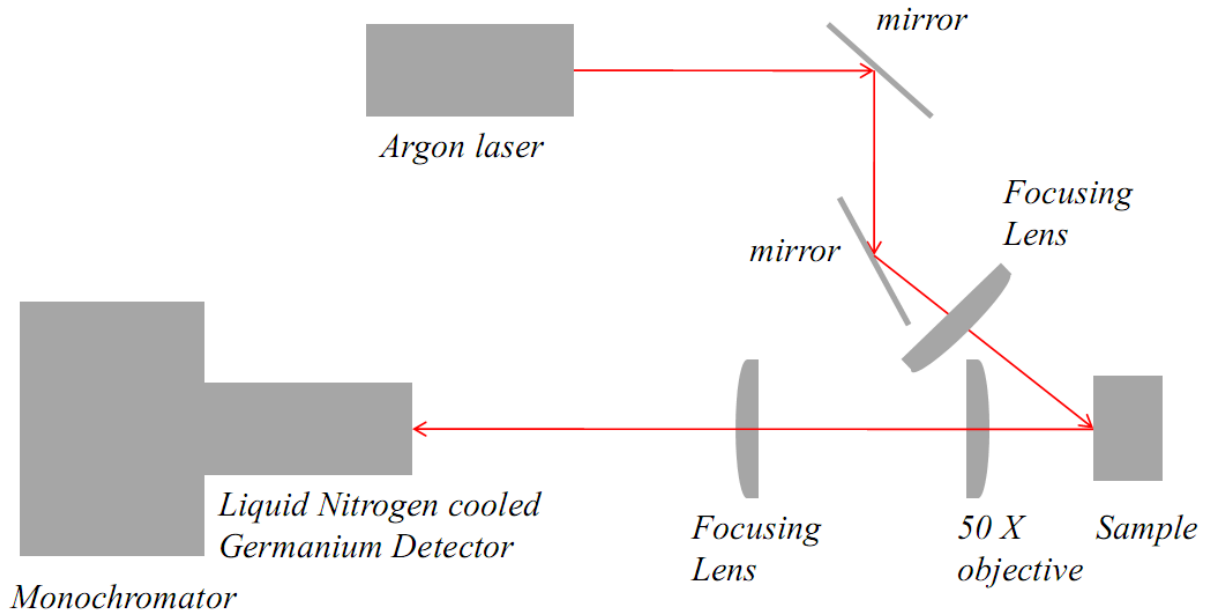 mirror
Argon laser
Focusing
Lens
mirror
Liquid Nitrogen cooled
Germanium Detector
Focusing
Lens
50 X
objective
Sample
Monochromator